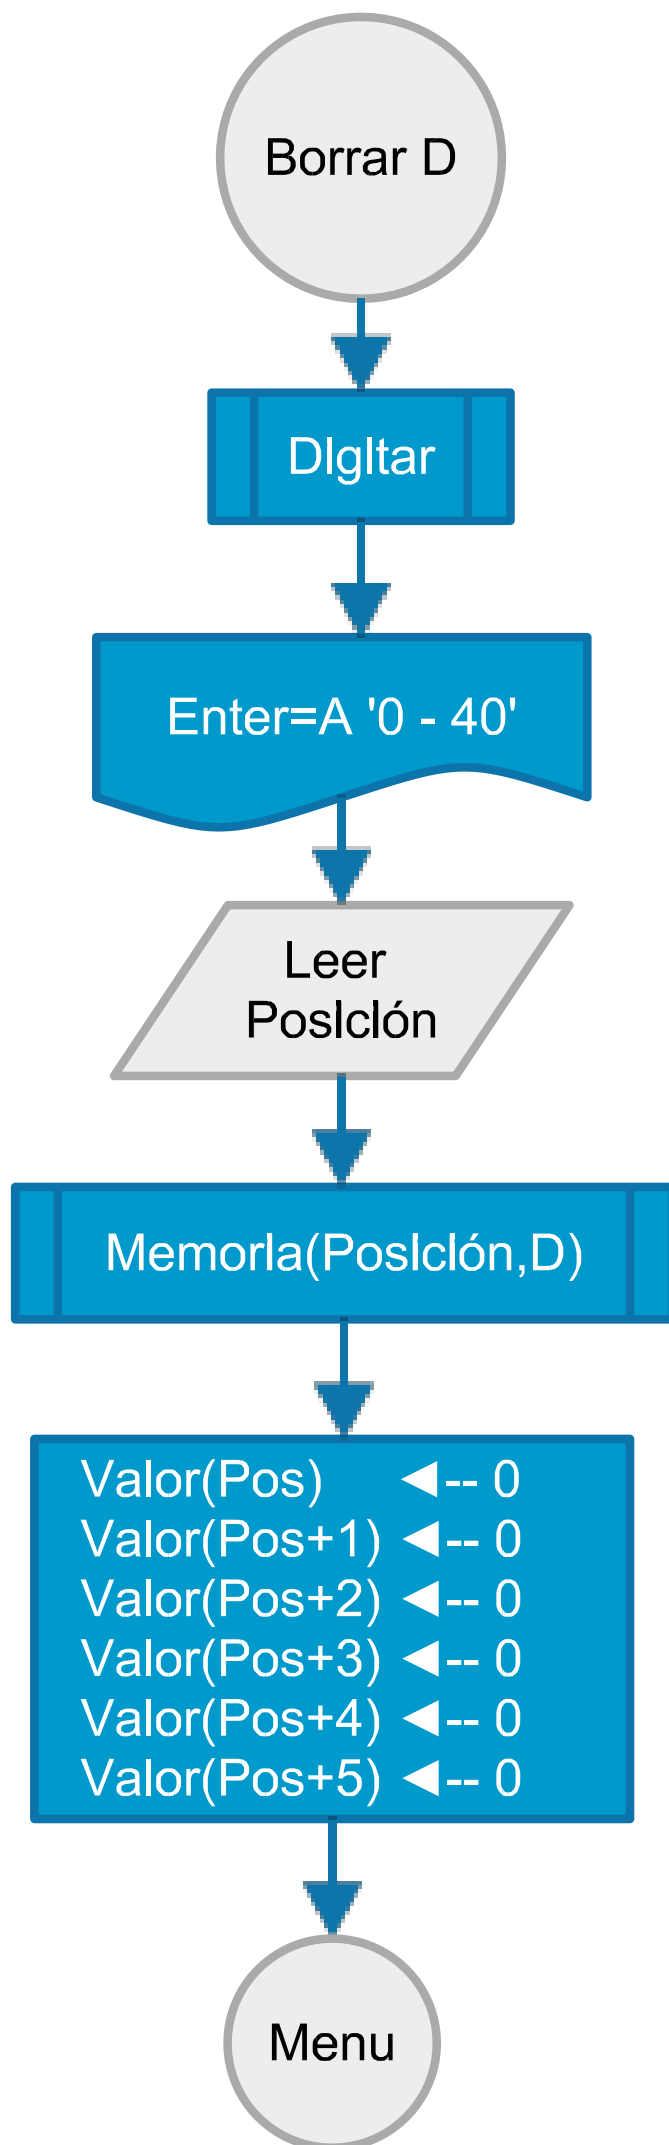 Borrar D
DIgItar
Enter=A '0 - 40'
Leer
PosIcIón
MemorIa(PosIcIón,D)
Valor(Pos) ◄-- 0
Valor(Pos+1) ◄-- 0
Valor(Pos+2) ◄-- 0
Valor(Pos+3) ◄-- 0
Valor(Pos+4) ◄-- 0
Valor(Pos+5) ◄-- 0
Menu